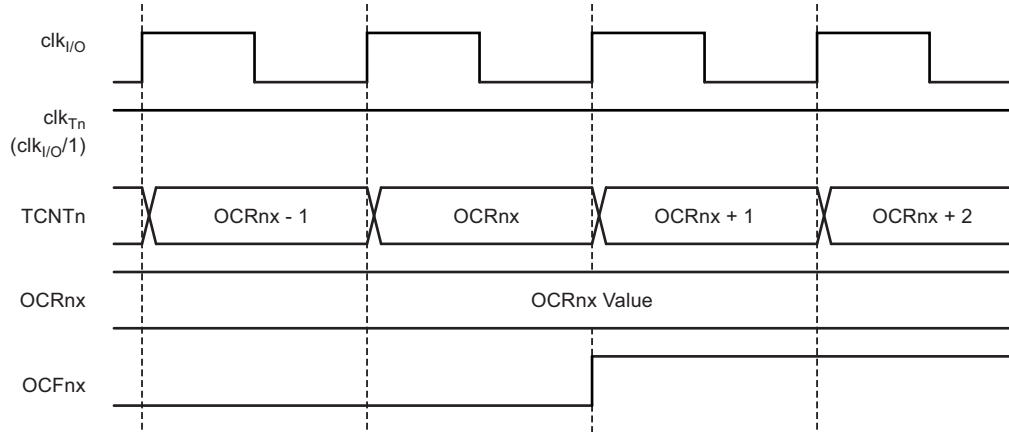 clkI/O
clkTn
(clkI/O/1)
TCNTn OCRnx - 1 OCRnx OCRnx + 1 OCRnx + 2
OCRnx OCRnx Value
OCFnx